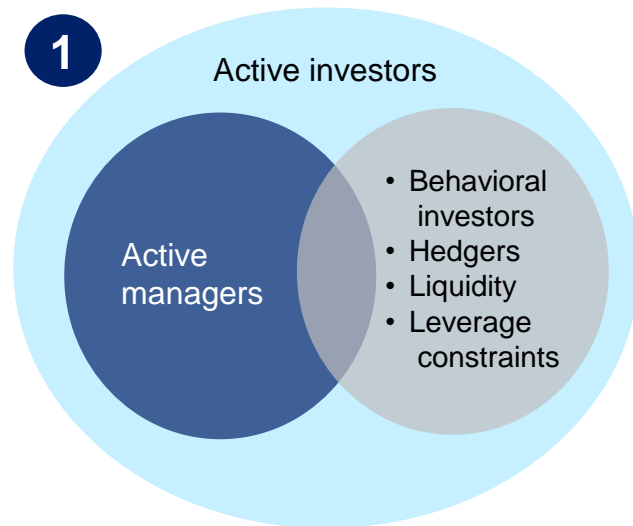 1
Active investors
Active
managers
• Behavioral
investors
• Hedgers
• Liquidity
• Leverage
constraints